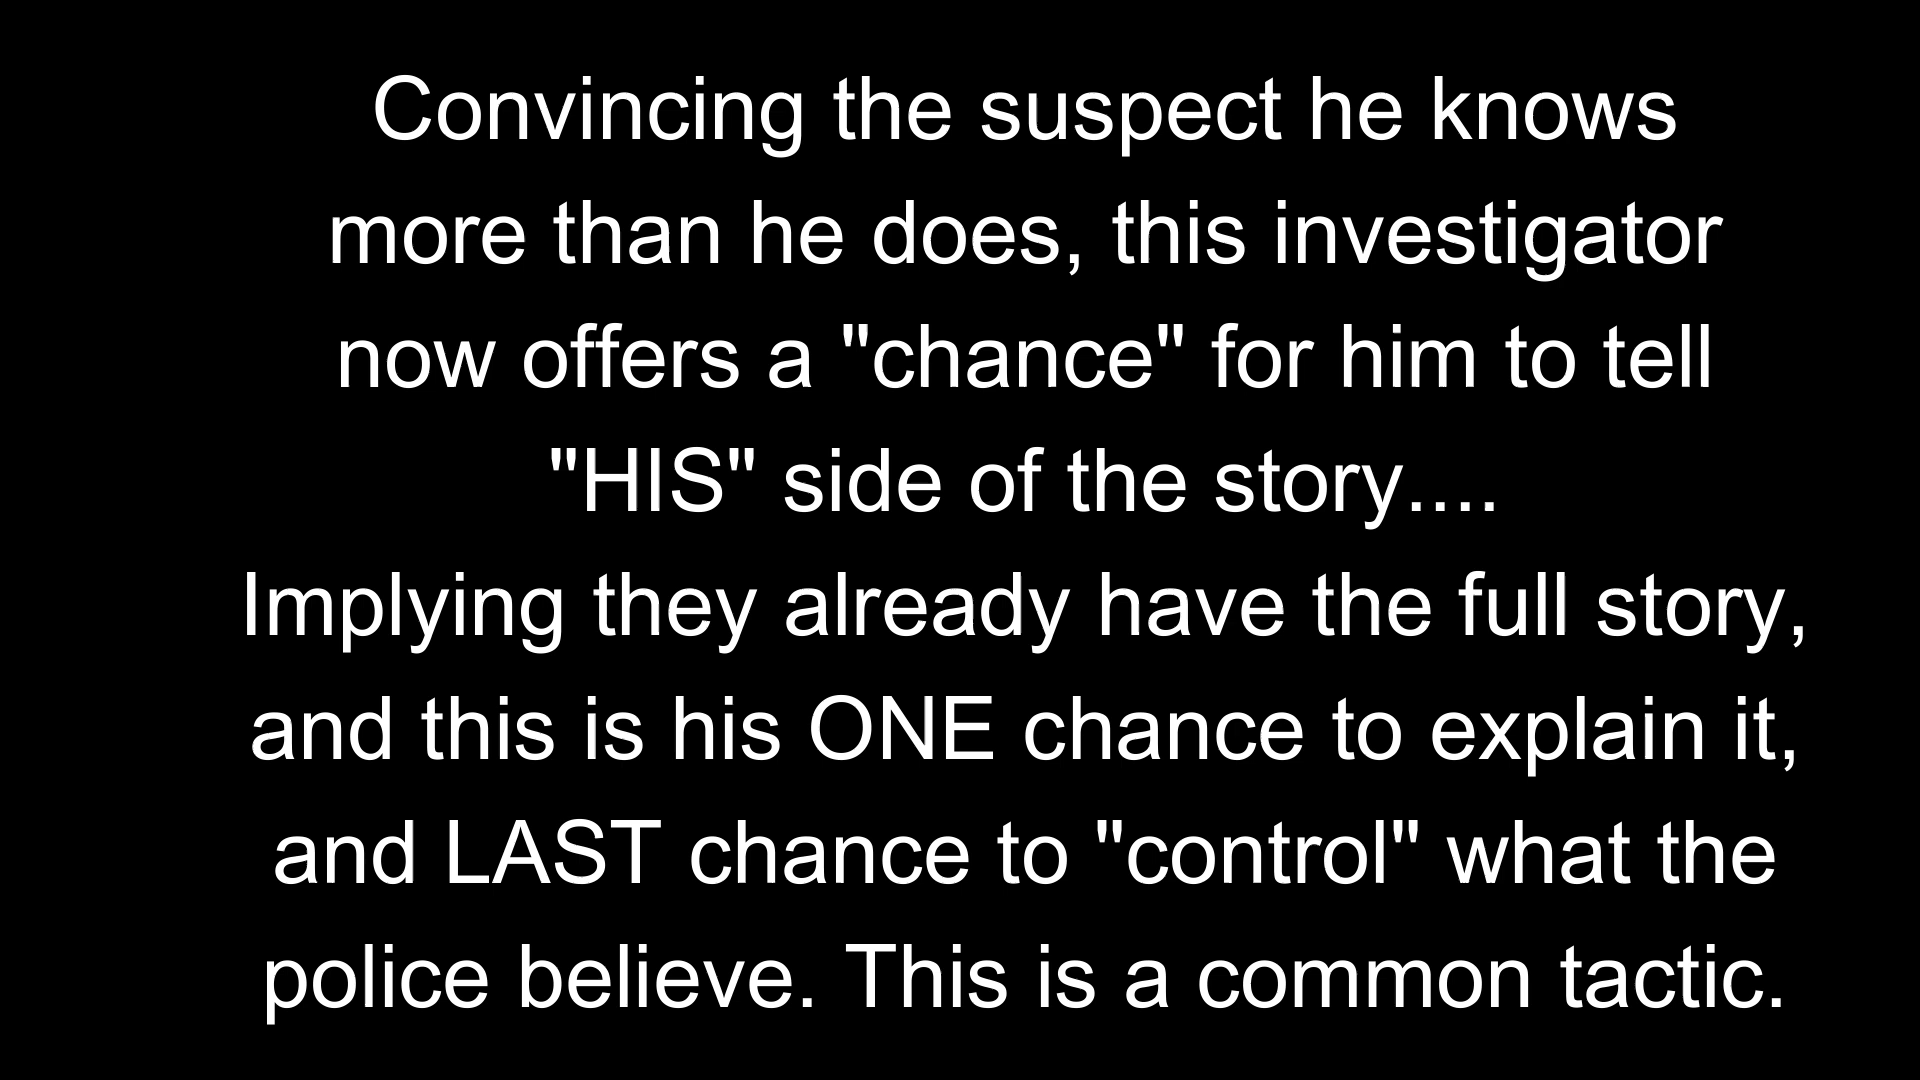 Convincing the suspect he knows
more than he does, this investigator
now offers a "chance" for him to tell
"HIS" side of the story....
Implying they already have the full story,
and this is his ONE chance to explain it,
and LAST chance to "control" what the
police believe. This is a common tactic.